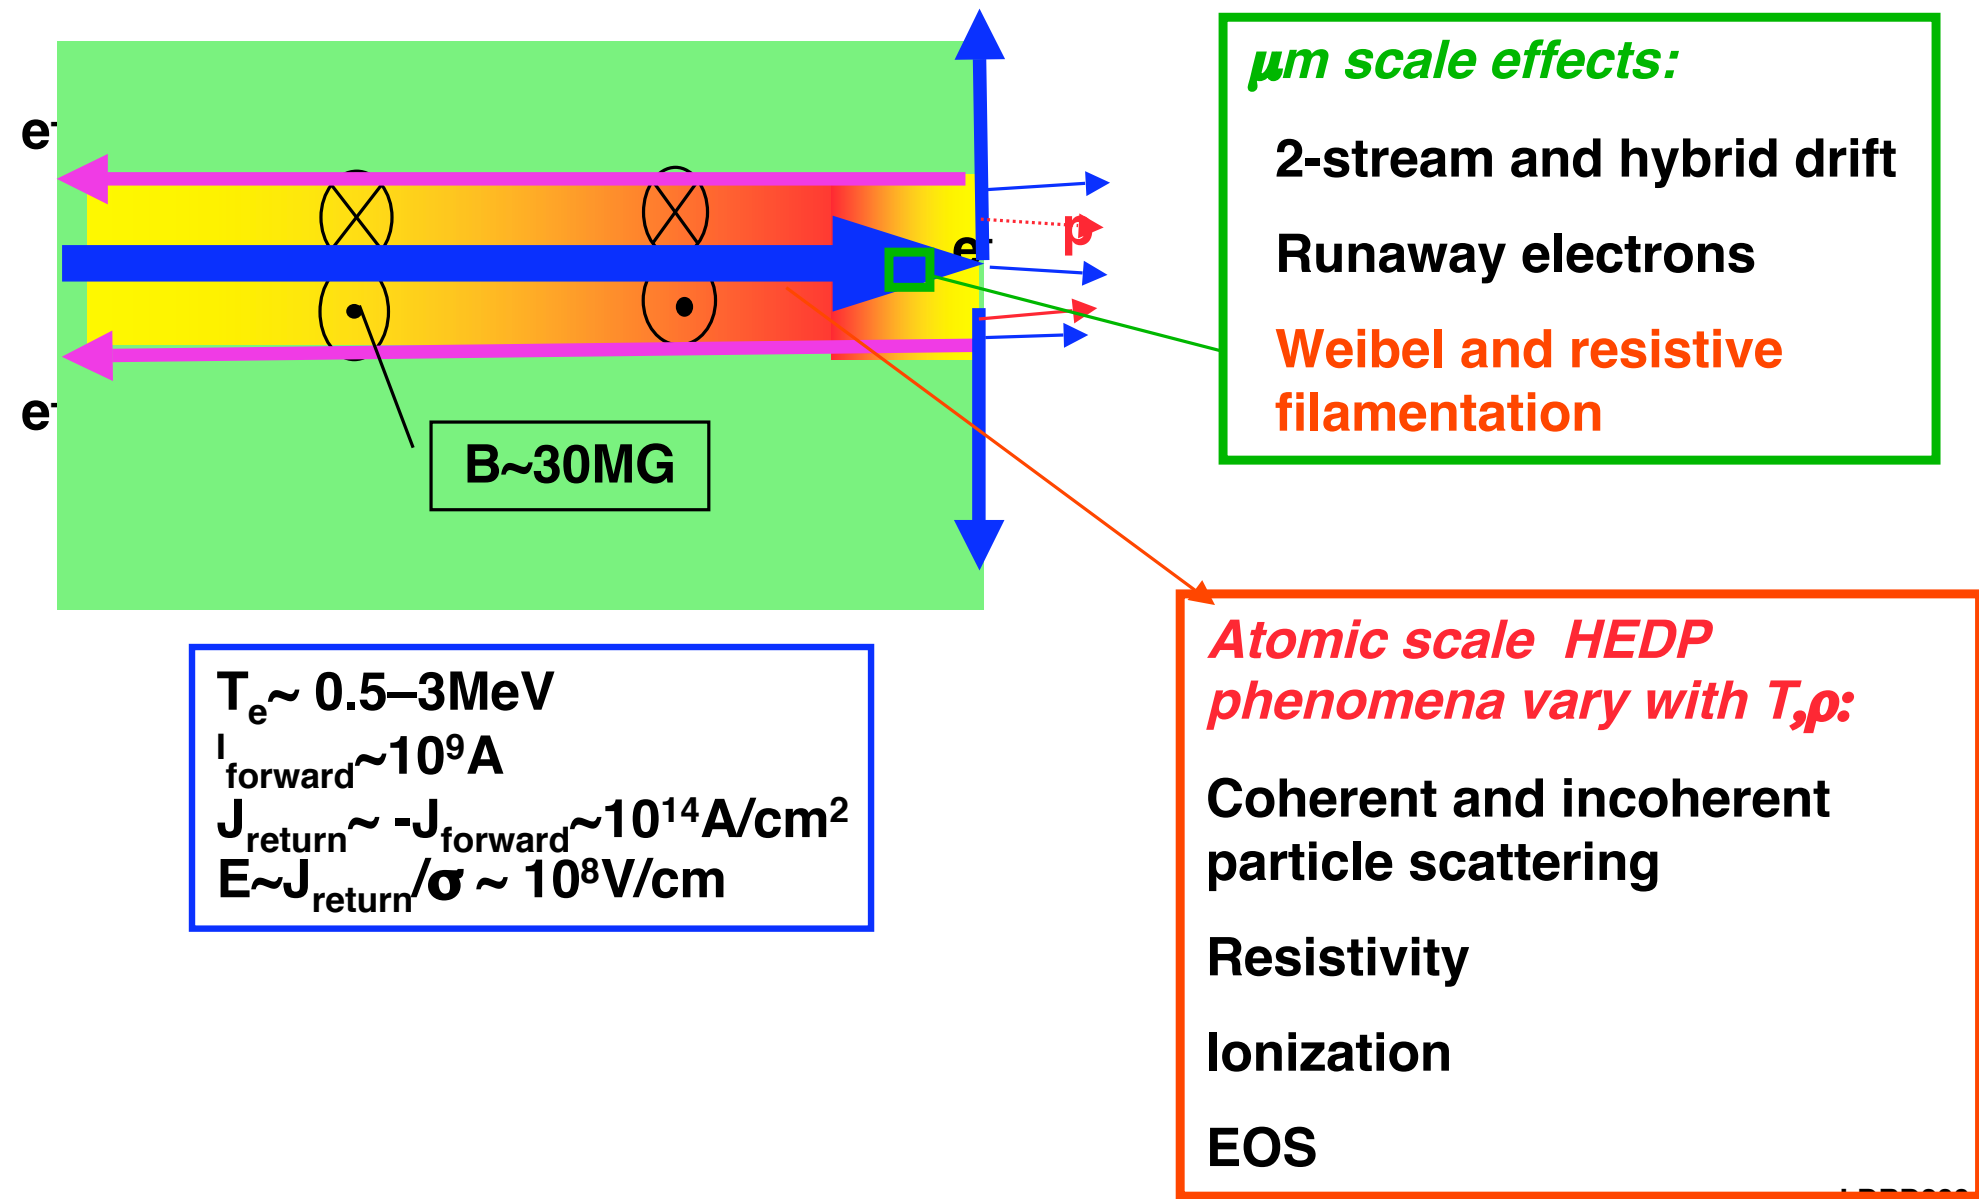 μm scale effects:
2-stream and hybrid drift
Runaway electrons
Weibel and resistive
filamentation
e-
e-
e-
p
B~30MG
Te~ 0.5–3MeV
Iforward~10⁹A
Jreturn~ -Jforward~10¹⁴A/cm²
E~Jreturn/σ ~ 10⁸V/cm
Atomic scale HEDP
phenomena vary with T,ρ:
Coherent and incoherent
particle scattering
Resistivity
Ionization
EOS